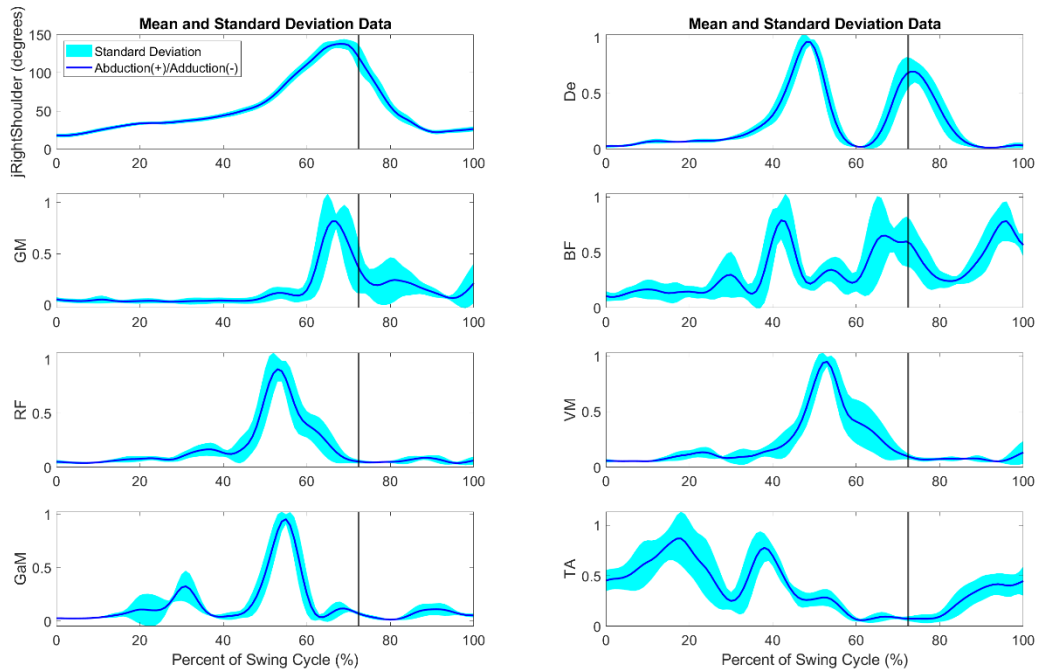 Mean and Standard Deviation Data
jRightShoulder (degrees)
150
100
50
0
Standard Deviation
Abduction(+)/Adduction(-)
0 20 40 60 80 100
Mean and Standard Deviation Data
De
1
0.5
0
0 20 40 60 80 100
GM
1
0.5
0
0 20 40 60 80 100
BF
1
0.5
0
0 20 40 60 80 100
RF
1
0.5
0
0 20 40 60 80 100
VM
1
0.5
0
0 20 40 60 80 100
GaM
1
0.5
0
0 20 40 60 80 100
Percent of Swing Cycle (%)
TA
1
0.5
0
0 20 40 60 80 100
Percent of Swing Cycle (%)